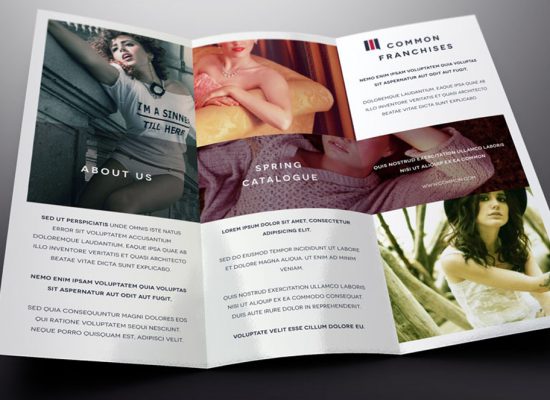 I'M A SINNER
TILL HERE
ABOUT US
SED UT PERSPICIATIS UNDE OMNIS ISTE NATUS
ERROR SIT VOLUPTATEM ACCUSANTIUM
DOLOREMQUE LAUDANTIUM, EAQUE IPSA QUAE AB
ILLO INVENTORE VERITATIS ET QUASI ARCHITECTO
BEATAE VITAE DICTA SUNT EXPLICABO.
NEMO ENIM IPSAM VOLUPTATEM QUIA VOLUPTAS
SIT ASPERNATUR AUT ODIT AUT FUGIT.
SED QUIA CONSEQUUNTUR MAGNI DOLORES EOS
QUI RATIONE VOLUPTATEM SEQUI NESCIUNT.
NEQUE PORRO QUISQUAM EST, ADIPISCI VELIT.
SPRING
CATALOGUE
LOREM IPSUM DOLOR SIT AMET, CONSECTETUR
ADIPISICING ELIT.
SED DO EIUSMOD TEMPOR INCIDIDUNT UT LABORE
ET DOLORE MAGNA ALIQUA. UT ENIM AD MINIM
VENIAM.
QUIS NOSTRUD EXERCITATION ULLAMCO LABORIS
NISI UT ALIQUIP EX EA COMMODO CONSEQUAT.
DUIS AUTE IRURE DOLOR IN REPREHENDERIT.
VOLUPTATE VELIT ESSE CILLUM DOLORE EU.
COMMON
FRANCHISES
NEMO ENIM IPSAM VOLUPTATEM QUIA VOLUPTAS
SIT ASPERNATUR AUT ODIT AUT FUGIT.
DOLOREMQUE LAUDANTIUM, EAQUE IPSA QUAE AB
ILLO INVENTORE VERITATIS ET QUASI ARCHITECTO
BEATAE VITAE DICTA SUNT EXPLICABO.
QUIS NOSTRUD EXERCITATION ULLAMCO LABORIS
NISI UT ALIQUIP EX EA COMMON
WWW.COMMON.COM